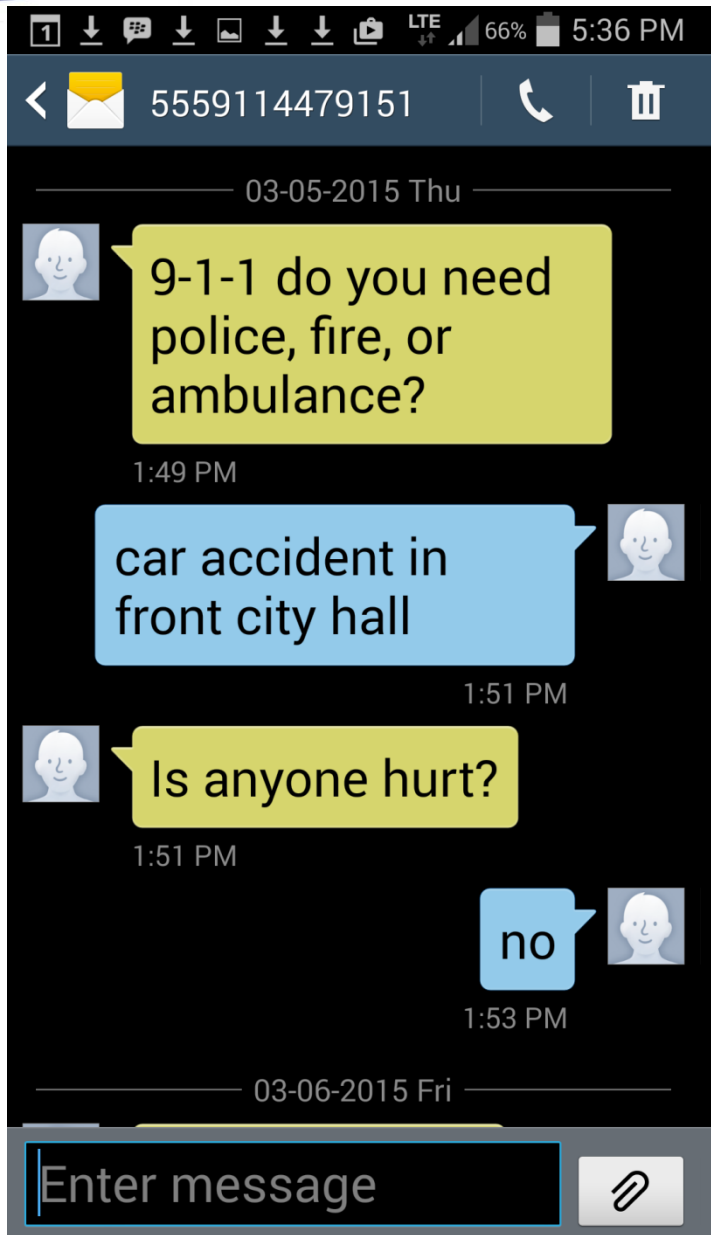 1 LTE 66% 5:36 PM
5559114479151
03-05-2015 Thu
9-1-1 do you need
police, fire, or
ambulance?
1:49 PM
car accident in
front city hall
1:51 PM
Is anyone hurt?
1:51 PM
no
1:53 PM
03-06-2015 Fri
Enter message